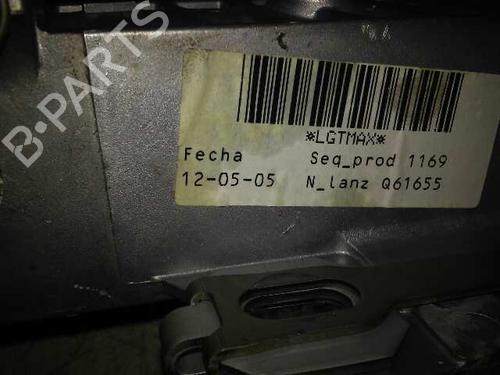 B-PARTS
*LGTMAX*
Fecha Seq_prod 1169
12-05-05 N_lanz Q61655